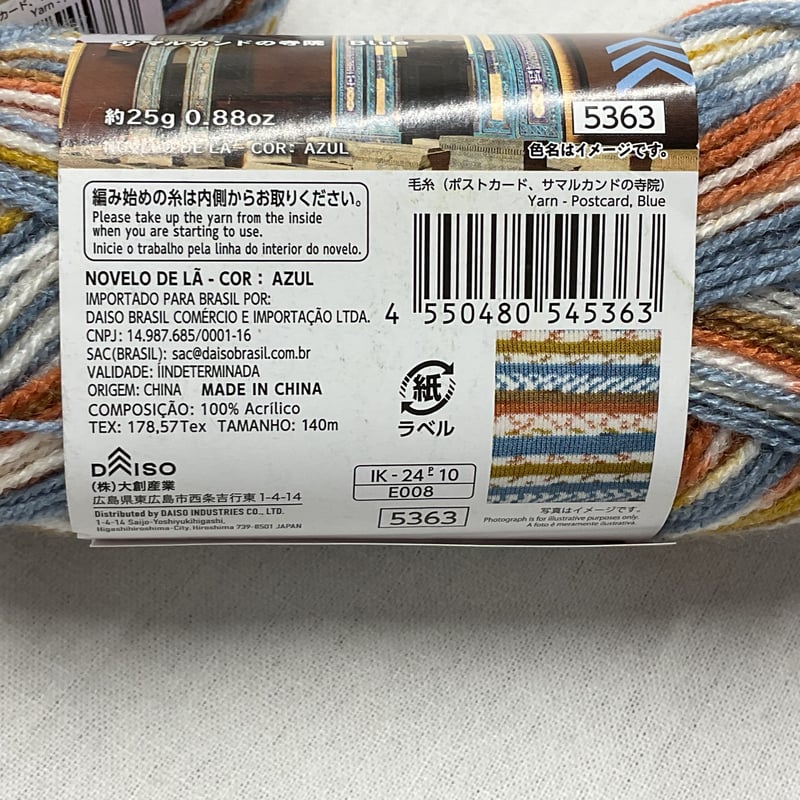 Yarn -
サマルカンドの寺院 Blue
約25g 0.88oz
5363
NOVELO DE LÃ - COR: AZUL
色名はイメージです。
編み始めの糸は内側からお取りください。
Please take up the yarn from the inside
when you are starting to use.
Inicie o trabalho pela linha do interior do novelo.
毛糸（ポストカード、サマルカンドの寺院）
Yarn - Postcard, Blue
4 550480 545363
NOVELO DE LÃ - COR : AZUL
IMPORTADO PARA BRASIL POR:
DAISO BRASIL COMÉRCIO E IMPORTAÇÃO LTDA.
CNPJ: 14.987.685/0001-16
SAC(BRASIL): sac@daisobrasil.com.br
VALIDADE: IINDETERMINADA
ORIGEM: CHINA MADE IN CHINA
COMPOSIÇÃO: 100% Acrílico
TEX: 178,57Tex TAMANHO: 140m
紙
ラベル
DAISO
(株)大創産業
広島県東広島市西条吉行東1-4-14
Distributed by DAISO INDUSTRIES CO., LTD.
1-4-14 Saijo-Yoshiyukihigashi,
Higashihiroshima-City, Hiroshima 739-8501 JAPAN
IK - 24 P 10
E008
5363
写真はイメージです。
Photograph is for illustrative purposes only.
A foto é meramente ilustrativa.